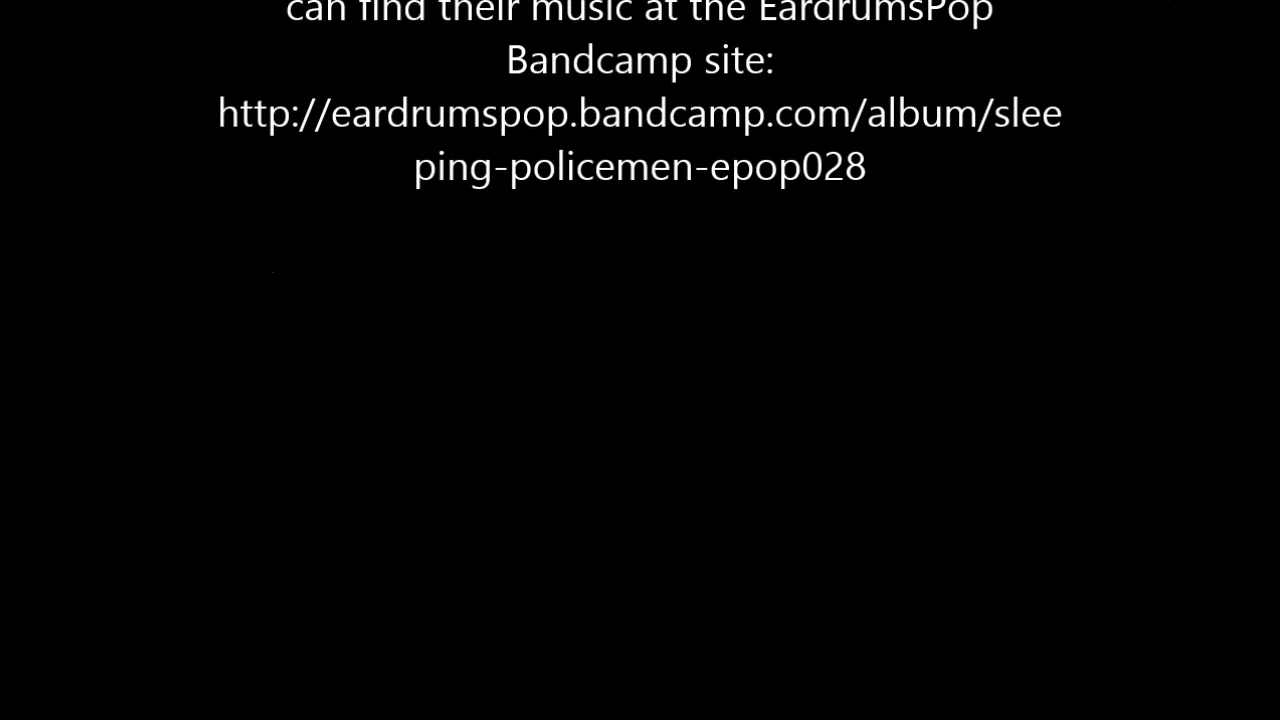 can find their music at the EardrumsPop
Bandcamp site:
http://eardrumspop.bandcamp.com/album/slee
ping-policemen-epop028